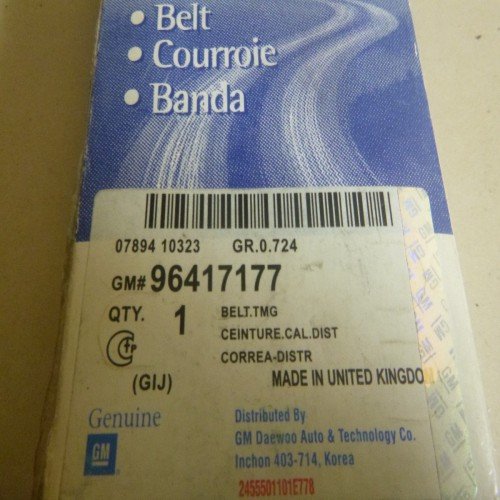 • Belt
• Courroie
• Banda
07894 10323 GR.0.724
GM# 96417177
QTY. 1 BELT.TMG
CEINTURE.CAL.DIST
CORREA-DISTR
(GIJ) MADE IN UNITED KINGDO
Genuine
GM
Distributed By
GM Daewoo Auto & Technology Co.
Inchon 403-714, Korea
2455501101E778